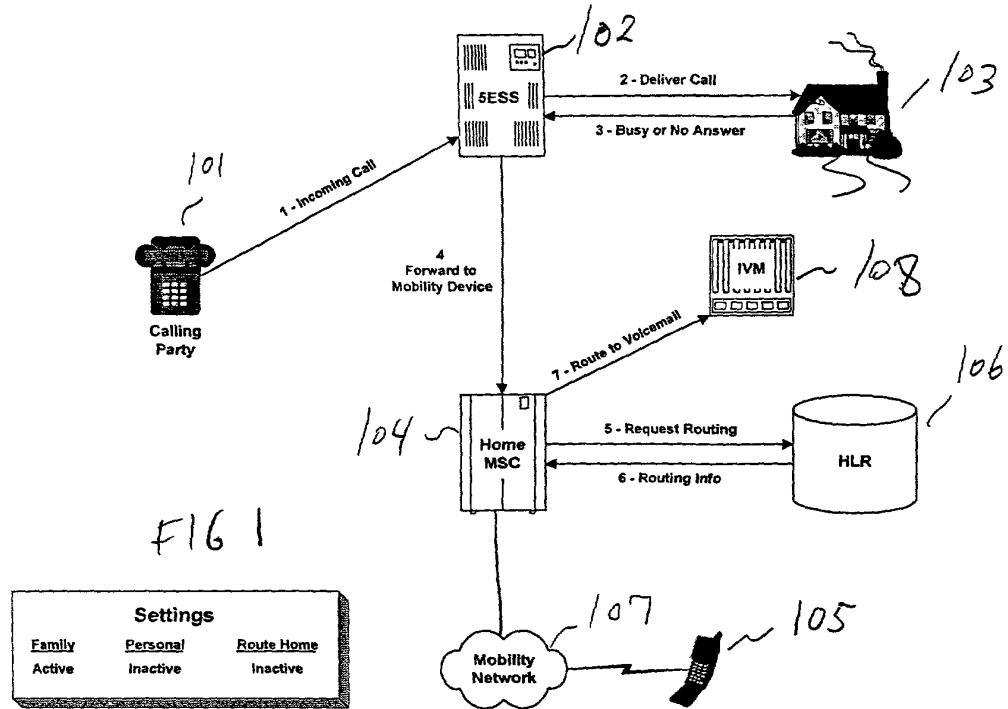 102
5ESS
2 - Deliver Call
3 - Busy or No Answer
103
101
1 - Incoming Call
Calling
Party
4
Forward to
Mobility Device
IVM
108
7 - Route to Voicemail
104
Home
MSC
5 - Request Routing
6 - Routing Info
HLR
106
FIG 1
Settings
Family Personal Route Home
Active Inactive Inactive
107
Mobility
Network
105